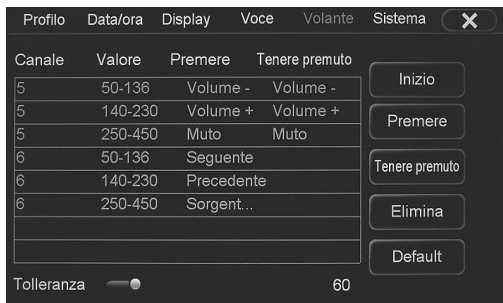 Profilo Data/ora Display Voce Volante Sistema X
Canale Valore Premere Tenere premuto
5 50-136 Volume - Volume -
5 140-230 Volume + Volume +
5 250-450 Muto Muto
6 50-136 Seguente
6 140-230 Precedente
6 250-450 Sorgent...
Inizio
Premere
Tenere premuto
Elimina
Default
Tolleranza 60